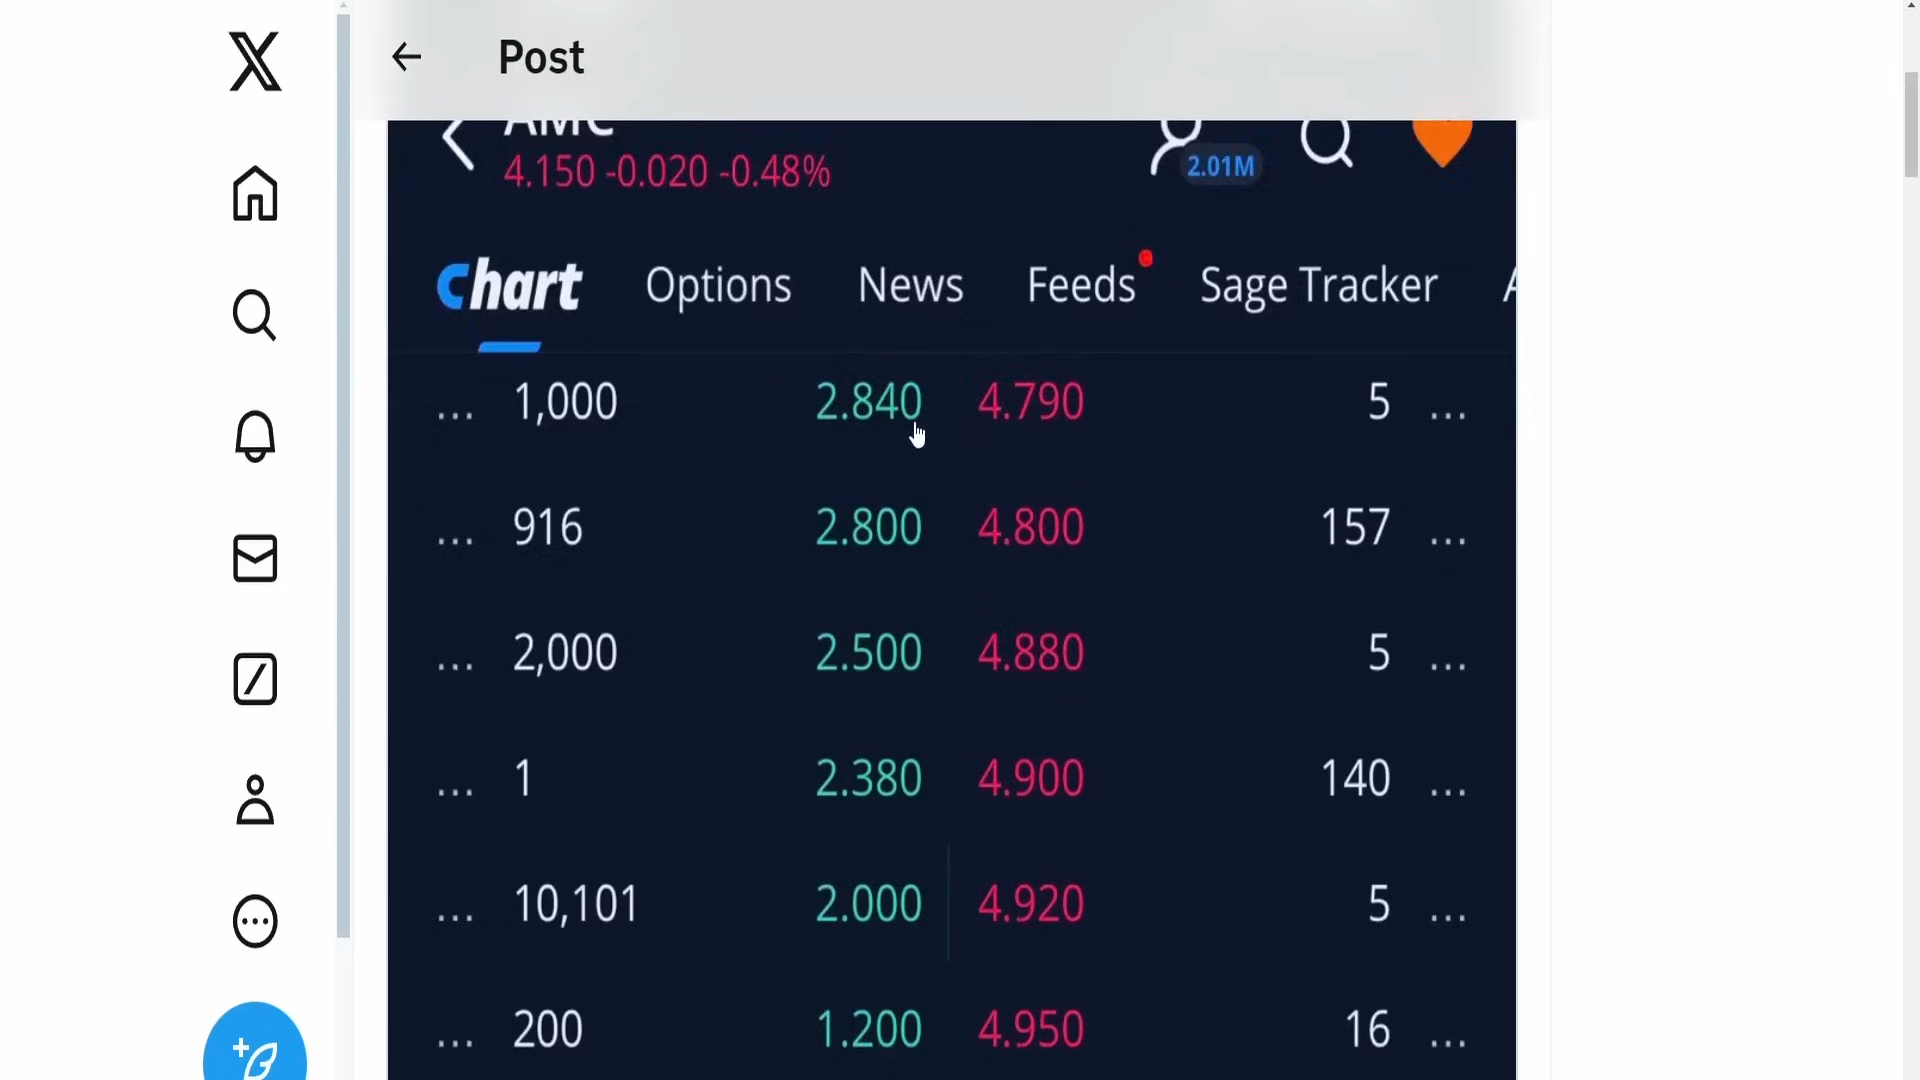 Post
AMC
4.150 -0.020 -0.48%
2.01M
Chart Options News Feeds Sage Tracker A
... 1,000 2.840 4.790 5 ...
... 916 2.800 4.800 157 ...
... 2,000 2.500 4.880 5 ...
... 1 2.380 4.900 140 ...
... 10,101 2.000 4.920 5 ...
... 200 1.200 4.950 16 ...